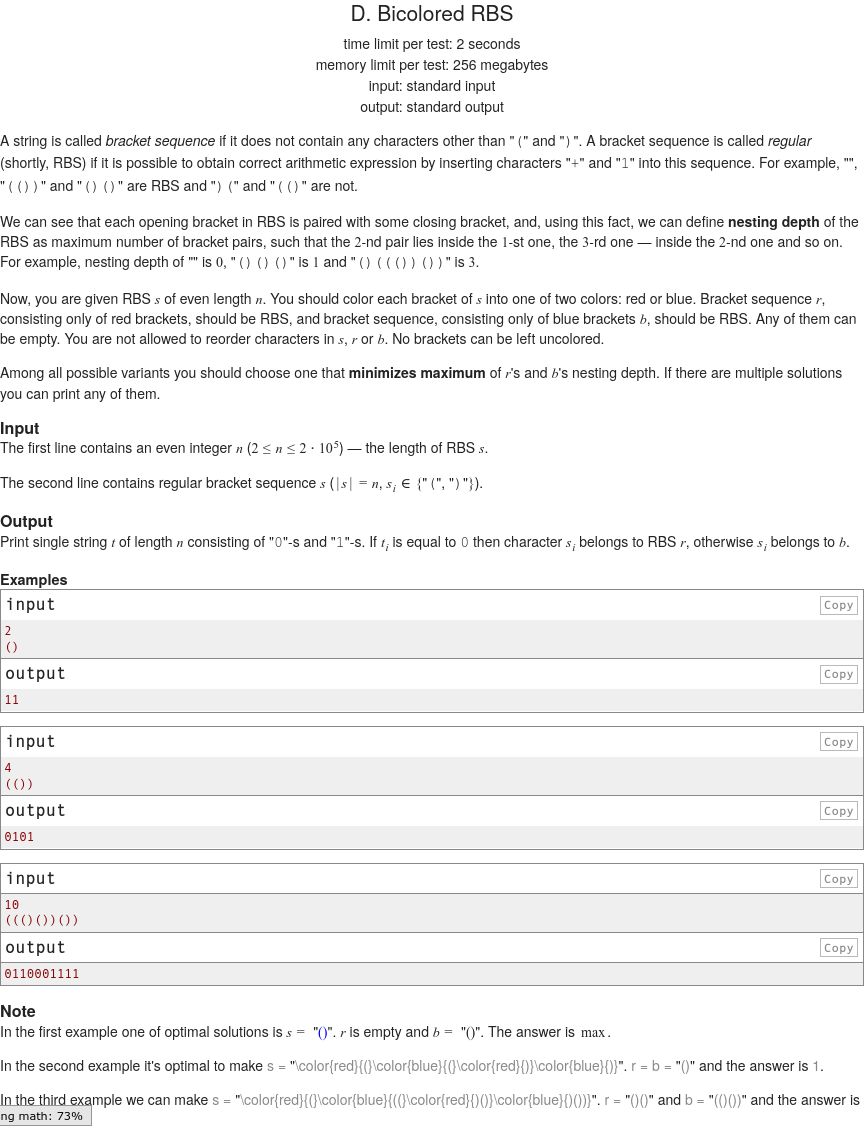 D. Bicolored RBS
time limit per test: 2 seconds
memory limit per test: 256 megabytes
input: standard input
output: standard output
A string is called bracket sequence if it does not contain any characters other than "(" and ")". A bracket sequence is called regular
(shortly, RBS) if it is possible to obtain correct arithmetic expression by inserting characters "+" and "1" into this sequence. For example, "",
"(())" and "()()" are RBS and ")(" and "(()" are not.
We can see that each opening bracket in RBS is paired with some closing bracket, and, using this fact, we can define nesting depth of the
RBS as maximum number of bracket pairs, such that the 2-nd pair lies inside the 1-st one, the 3-rd one — inside the 2-nd one and so on.
For example, nesting depth of "" is 0, "()()()" is 1 and "()((())())" is 3.
Now, you are given RBS s of even length n. You should color each bracket of s into one of two colors: red or blue. Bracket sequence r,
consisting only of red brackets, should be RBS, and bracket sequence, consisting only of blue brackets b, should be RBS. Any of them can
be empty. You are not allowed to reorder characters in s, r or b. No brackets can be left uncolored.
Among all possible variants you should choose one that minimizes maximum of r's and b's nesting depth. If there are multiple solutions
you can print any of them.
Input
The first line contains an even integer n (2 ≤ n ≤ 2 · 10⁵) — the length of RBS s.
The second line contains regular bracket sequence s (|s| = n, sᵢ ∈ {"(", ")"}).
Output
Print single string t of length n consisting of "0"-s and "1"-s. If tᵢ is equal to 0 then character sᵢ belongs to RBS r, otherwise sᵢ belongs to b.
Examples
input Copy
2
()
output Copy
11
input Copy
4
(())
output Copy
0101
input Copy
10
((()())())
output Copy
0110001111
Note
In the first example one of optimal solutions is s = "()". r is empty and b = "()". The answer is max.
In the second example it's optimal to make s = "\color{red}{(}\color{blue}{(}\color{red}{)}\color{blue}{)}". r = b = "()" and the answer is 1.
In the third example we can make s = "\color{red}{(}\color{blue}{((}\color{red}{)()}\color{blue}{)())}". r = "()()" and b = "(()())" and the answer is
ng math: 73%